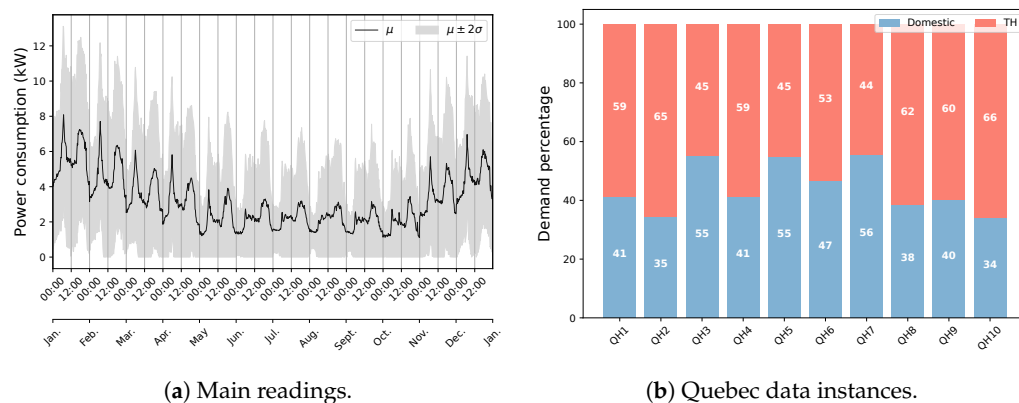 12
10
8
6
4
2
0
Power consumption (kW)
μ
μ ± 2σ
00:00 12:00 00:00 12:00 00:00 12:00 00:00 12:00 00:00 12:00 00:00 12:00 00:00 12:00 00:00 12:00 00:00 12:00 00:00 12:00 00:00 12:00 00:00 12:00
Jan. Feb. Mar. Apr. May Jun. Jul. Aug. Sept. Oct. Nov. Dec. Jan.
(a) Main readings.
100
80
60
40
20
0
Demand percentage
Domestic TH
59 65 45 59 45 53 44 62 60 66
41 35 55 41 55 47 56 38 40 34
QH1 QH2 QH3 QH4 QH5 QH6 QH7 QH8 QH9 QH10
(b) Quebec data instances.